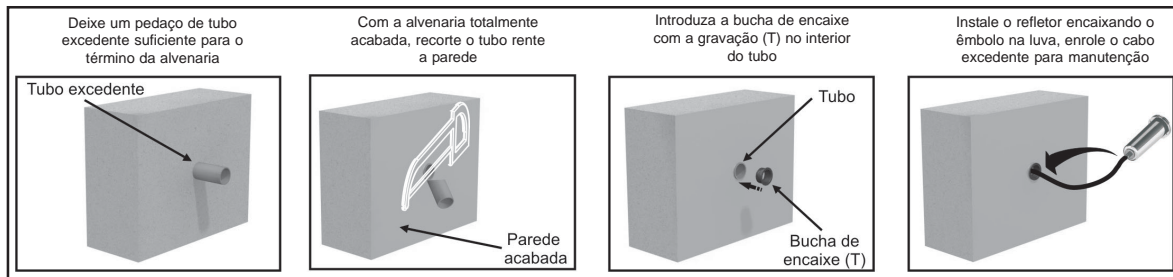 Deixe um pedaço de tubo
excedente suficiente para o
término da alvenaria
Tubo excedente
Com a alvenaria totalmente
acabada, recorte o tubo rente
a parede
Parede
acabada
Introduza a bucha de encaixe
com a gravação (T) no interior
do tubo
Tubo
Bucha de
encaixe (T)
Instale o refletor encaixando o
êmbolo na luva, enrole o cabo
excedente para manutenção